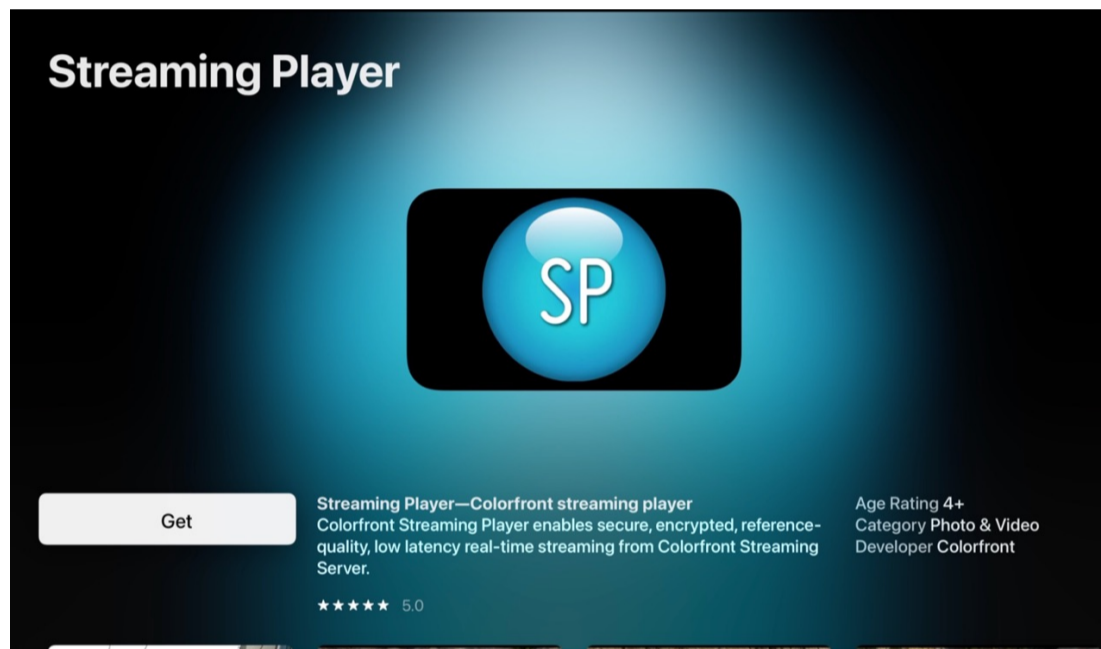 Streaming Player
SP
Get
Streaming Player—Colorfront streaming player
Colorfront Streaming Player enables secure, encrypted, reference-
quality, low latency real-time streaming from Colorfront Streaming
Server.
★★★★★ 5.0
Age Rating 4+
Category Photo & Video
Developer Colorfront